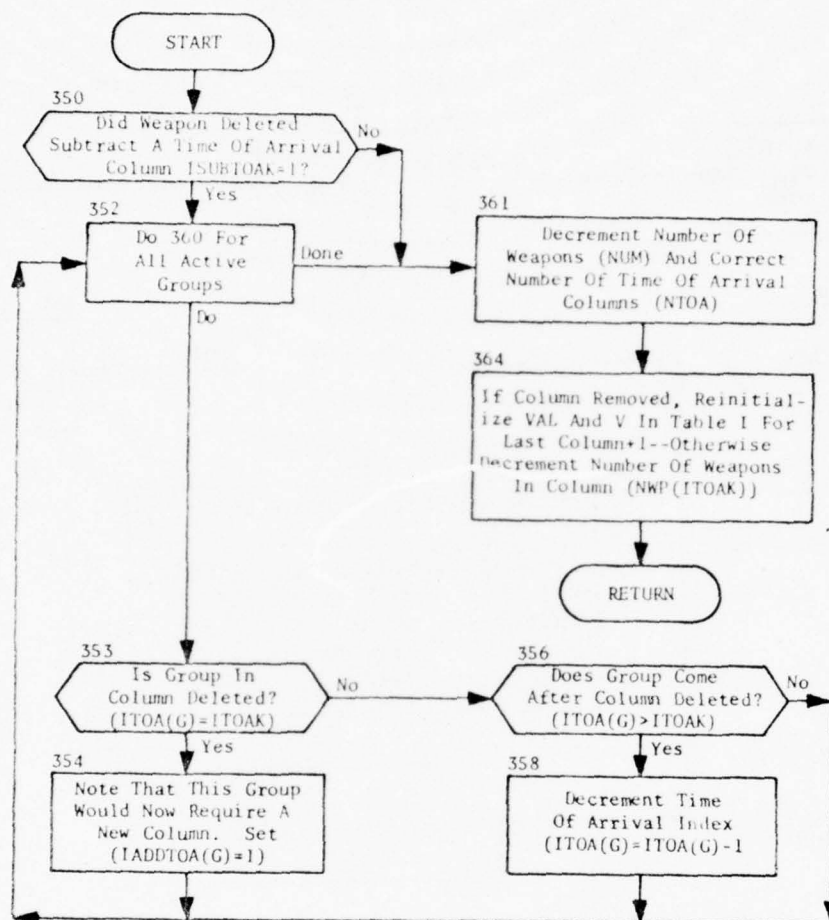 START
350
Did Weapon Deleted
Subtract A Time Of Arrival
Column ISUBTOAK=1?
No
Yes
352
Do 360 For
All Active
Groups
Done
Do
361
Decrement Number Of
Weapons (NUM) And Correct
Number Of Time Of Arrival
Columns (NTOA)
364
If Column Removed, Reinitial-
ize VAL And V In Table I For
Last Column+1--Otherwise
Decrement Number Of Weapons
In Column (NWP(ITOAK))
RETURN
353
Is Group In
Column Deleted?
(ITOA(G)=ITOAK)
No
Yes
356
Does Group Come
After Column Deleted?
(ITOA(G)>ITOAK)
No
Yes
354
Note That This Group
Would Now Require A
New Column. Set
(IADDTOA(G)=1)
358
Decrement Time
Of Arrival Index
(ITOA(G)=ITOA(G)-1